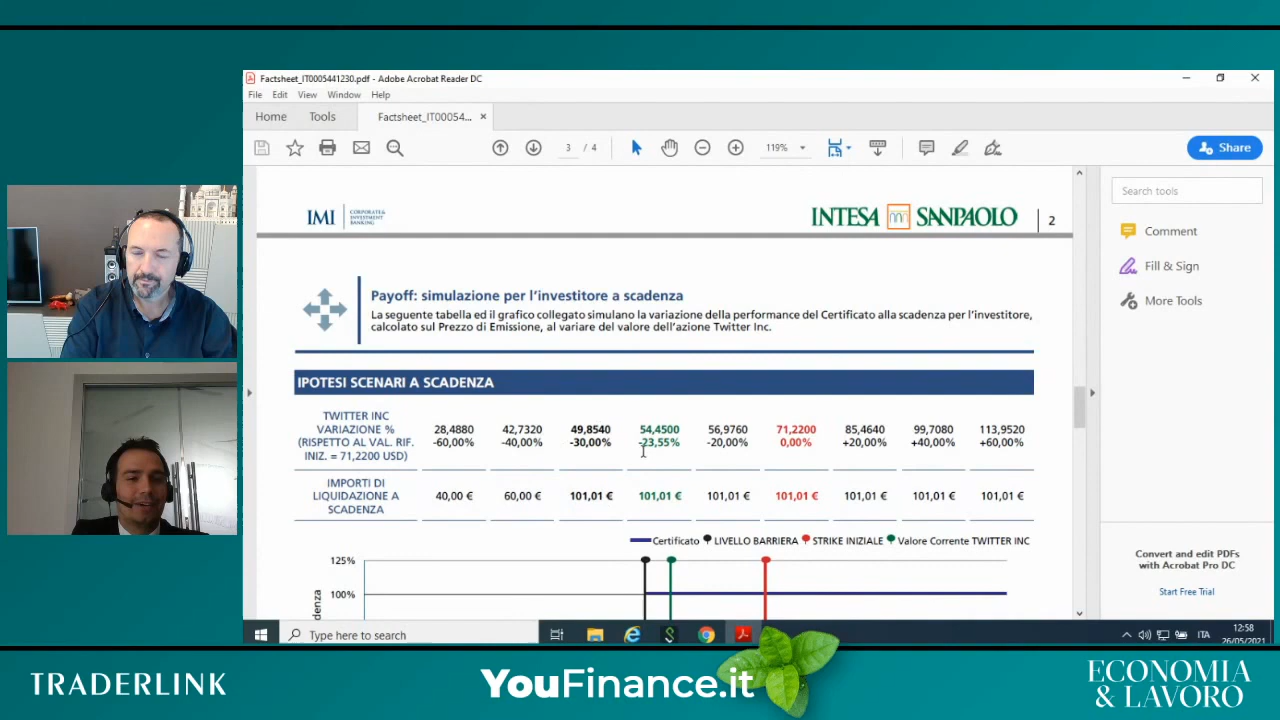 Factsheet_IT0005441230.pdf - Adobe Acrobat Reader DC
File Edit View Window Help
Home Tools Factsheet_IT00054... ×
3 / 4 119% Share
Search tools
Comment
Fill & Sign
More Tools
IMI CORPORATE & INVESTMENT BANKING
INTESA SANPAOLO 2
Payoff: simulazione per l'investitore a scadenza
La seguente tabella ed il grafico collegato simulano la variazione della performance del Certificato alla scadenza per l'investitore,
calcolato sul Prezzo di Emissione, al variare del valore dell'azione Twitter Inc.
IPOTESI SCENARI A SCADENZA
TWITTER INC
VARIAZIONE %
(RISPETTO AL VAL. RIF.
INIZ. = 71,2200 USD)
28,4880 42,7320 49,8540 54,4500 56,9760 71,2200 85,4640 99,7080 113,9520
-60,00% -40,00% -30,00% -23,55% -20,00% 0,00% +20,00% +40,00% +60,00%
IMPORTI DI
LIQUIDAZIONE A
SCADENZA
40,00 € 60,00 € 101,01 € 101,01 € 101,01 € 101,01 € 101,01 € 101,01 € 101,01 €
Certificato LIVELLO BARRIERA STRIKE INIZIALE Valore Corrente TWITTER INC
125%
100%
Convert and edit PDFs
with Acrobat Pro DC
Start Free Trial
Type here to search
ITA
12:58
26/05/2021
TRADERLINK
YouFinance.it
ECONOMIA
& LAVORO